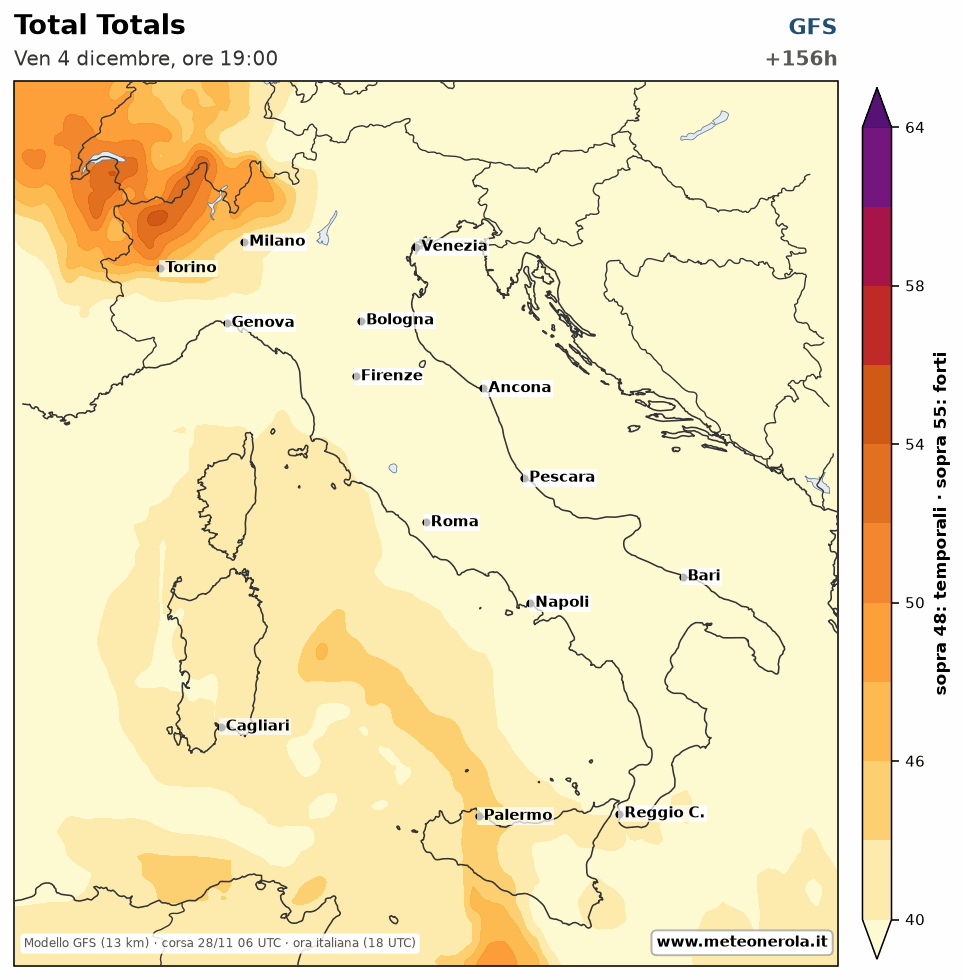 Total Totals
GFS
Ven 4 dicembre, ore 19:00
+156h
64
58
54
50
46
40
sopra 48: temporali · sopra 55: forti
Milano
Venezia
Torino
Genova
Bologna
Firenze
Ancona
Pescara
Roma
Bari
Napoli
Cagliari
Palermo
Reggio C.
Modello GFS (13 km) · corsa 28/11 06 UTC · ora italiana (18 UTC)
www.meteonerola.it